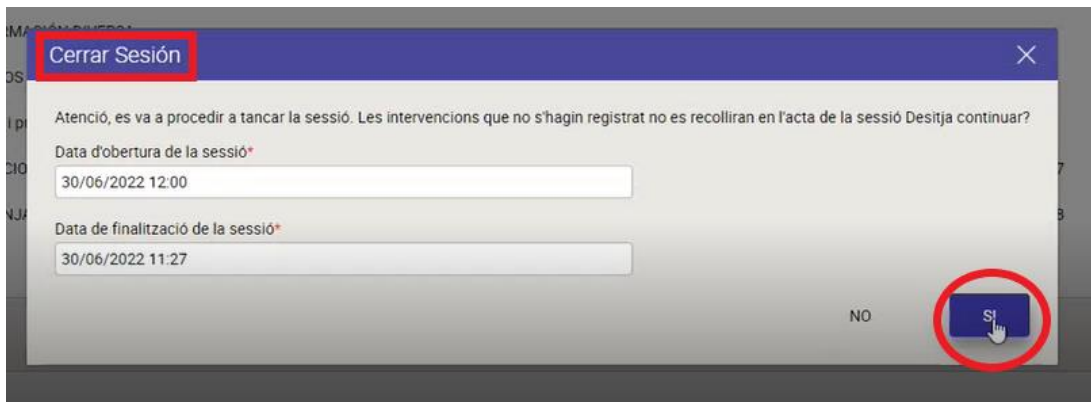 Cerrar Sesión
Atenció, es va a procedir a tancar la sessió. Les intervencions que no s'hagin registrat no es recolliran en l'acta de la sessió Desitja continuar?
Data d'obertura de la sessió*
30/06/2022 12:00
Data de finalització de la sessió*
30/06/2022 11:27
NO
SI